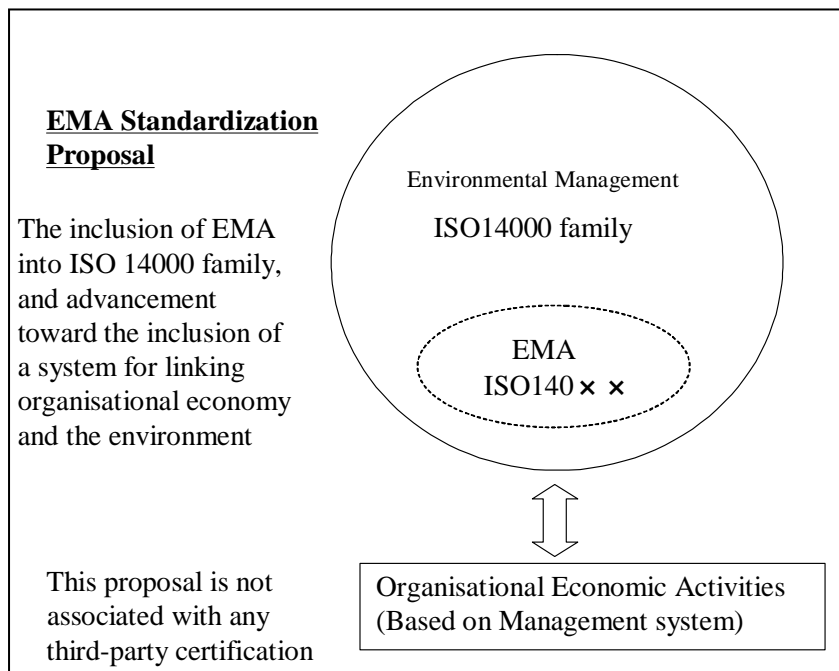 EMA Standardization
Proposal
The inclusion of EMA
into ISO 14000 family,
and advancement
toward the inclusion of
a system for linking
organisational economy
and the environment
This proposal is not
associated with any
third-party certification
Environmental Management
ISO14000 family
EMA
ISO140××
Organisational Economic Activities
(Based on Management system)